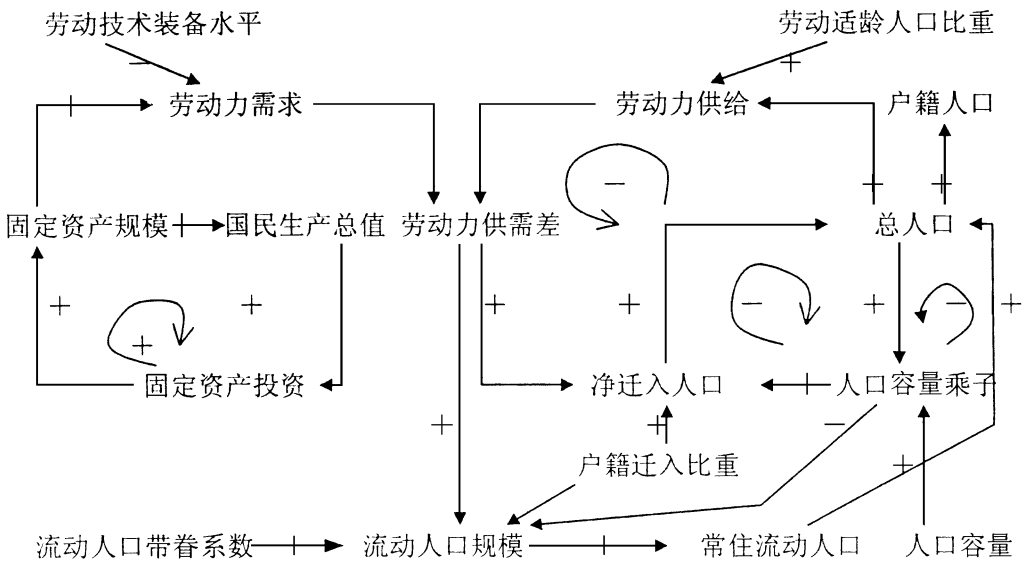 劳动技术装备水平
劳动适龄人口比重
－
＋
＋
劳动力需求
劳动力供给
户籍人口
－
＋
＋
固定资产规模
＋
国民生产总值
劳动力供需差
总人口
＋
＋
＋
＋
－
＋
－
＋
＋
固定资产投资
净迁入人口
＋
人口容量乘子
＋
＋
－
户籍迁入比重
＋
流动人口带眷系数
＋
流动人口规模
＋
常住流动人口
人口容量